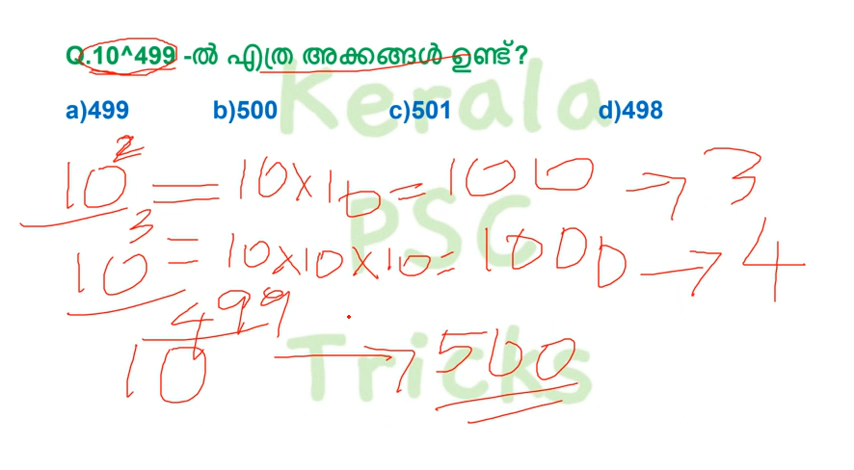 Q.10^499 -ൽ എത്ര അക്കങ്ങൾ ഉണ്ട്?
a)499 b)500 c)501 d)498
Kerala
10² = 10×10 = 100 → 3
PSC
10³ = 10×10×10 = 1000 → 4
10⁴⁹⁹ → 500
Tricks